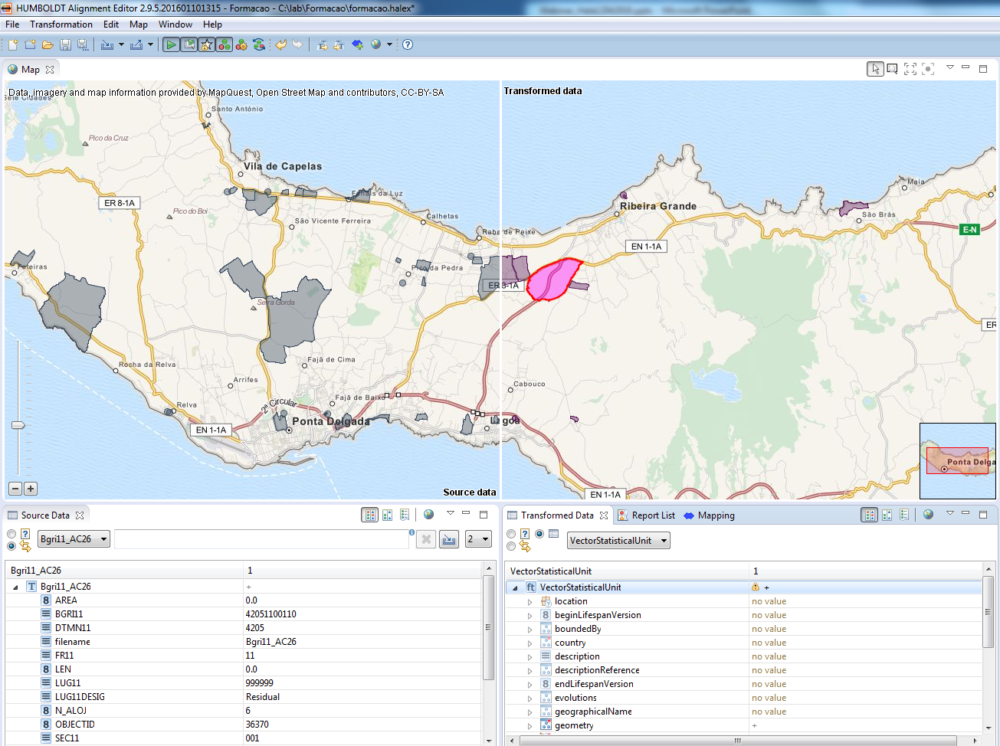 HUMBOLDT Alignment Editor 2.9.5.201601101315 - Formacao - C:\lab\Formacao\formacao.halex*
File Transformation Edit Map Window Help
Map
Data, imagery and map information provided by MapQuest, Open Street Map and contributors, CC-BY-SA
Transformed data
Santo António
Pico da Cruz
Vila de Capelas
Maia
ER 8-1A
Pico do Boi
Fenais da Luz
Ribeira Grande
São Vicente Ferreira
Calhetas
São Brás
E-N
Rabo de Peixe
EN 1-1A
Feteiras
Pico da Pedra
ER 8-1A
Serra Gorda
ER
Rocha da Relva
Fajã de Cima
Arrifes
Cabouco
Relva
2ª Circular
Fajã de Baixo
Ponta Delgada
Lagoa
EN 1-1A
Ponta Delga
Source data
EN 1-1A
Source Data
Transformed Data Report List Mapping
Bgri11_AC26 2
VectorStatisticalUnit
Bgri11_AC26 1
Bgri11_AC26 +
AREA 0.0
BGRI11 42051100110
DTMN11 4205
filename Bgri11_AC26
FR11 11
LEN 0.0
LUG11 999999
LUG11DESIG Residual
N_ALOJ 6
OBJECTID 36370
SEC11 001
VectorStatisticalUnit 1
ft VectorStatisticalUnit +
location no value
beginLifespanVersion no value
boundedBy no value
country no value
description no value
descriptionReference no value
endLifespanVersion no value
evolutions no value
geographicalName no value
geometry +